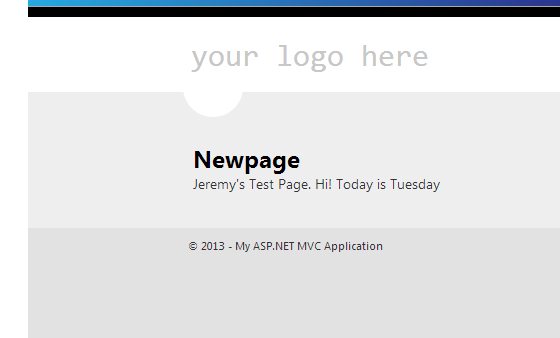 your logo here
Newpage
Jeremy's Test Page. Hi! Today is Tuesday
© 2013 - My ASP.NET MVC Application